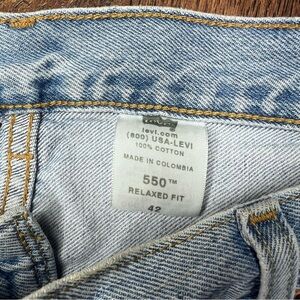 levi.com
(800) USA-LEVI
100% COTTON
MADE IN COLOMBIA
550™
RELAXED FIT
42